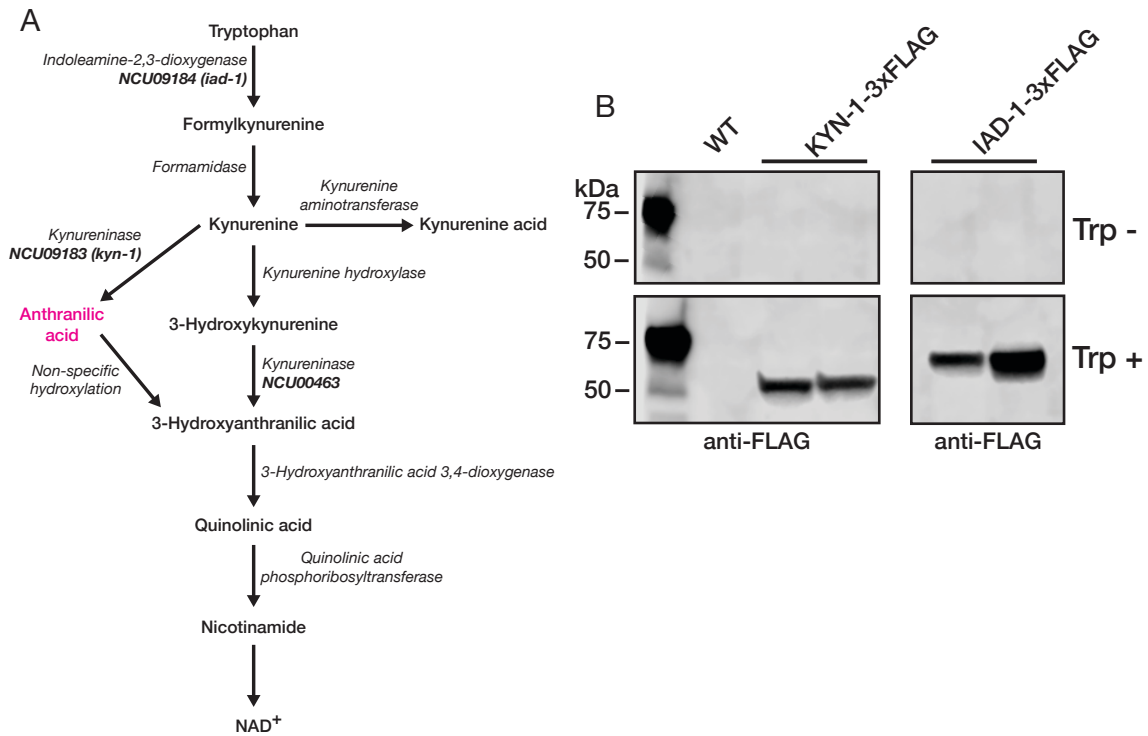 A
Tryptophan
Indoleamine-2,3-dioxygenase
NCU09184 (iad-1)
Formylkynurenine
Formamidase
Kynurenine
aminotransferase
Kynurenine
Kynurenine acid
Kynureninase
NCU09183 (kyn-1)
Kynurenine hydroxylase
Anthranilic
acid
3-Hydroxykynurenine
Non-specific
hydroxylation
Kynureninase
NCU00463
3-Hydroxyanthranilic acid
3-Hydroxyanthranilic acid 3,4-dioxygenase
Quinolinic acid
Quinolinic acid
phosphoribosyltransferase
Nicotinamide
NAD+
B
WT
KYN-1-3xFLAG
IAD-1-3xFLAG
kDa
75
50
Trp -
75
50
Trp +
anti-FLAG
anti-FLAG